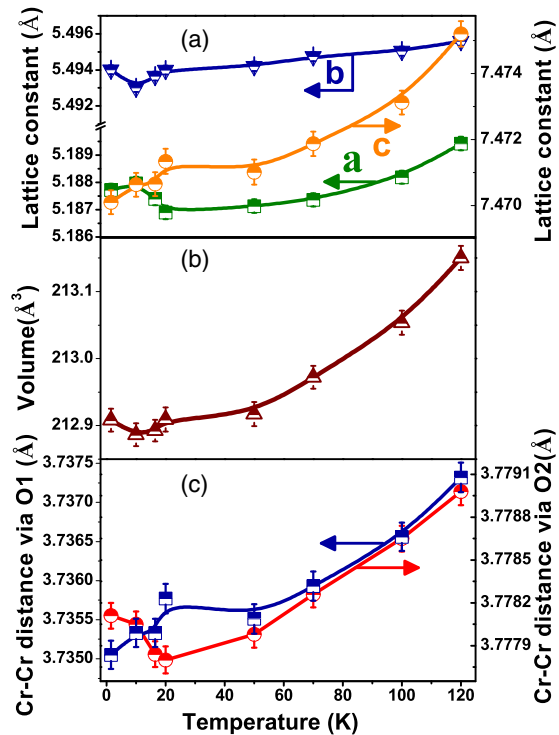 (a)
5.496
5.494
5.492
5.189
5.188
5.187
5.186
Lattice constant (Å)
b
c
a
7.474
7.472
7.470
Lattice constant (Å)
(b)
213.1
213.0
212.9
Volume(Å³)
(c)
3.7375
3.7370
3.7365
3.7360
3.7355
3.7350
Cr-Cr distance via O1 (Å)
3.7791
3.7788
3.7785
3.7782
3.7779
Cr-Cr distance via O2(Å)
0 20 40 60 80 100 120
Temperature (K)